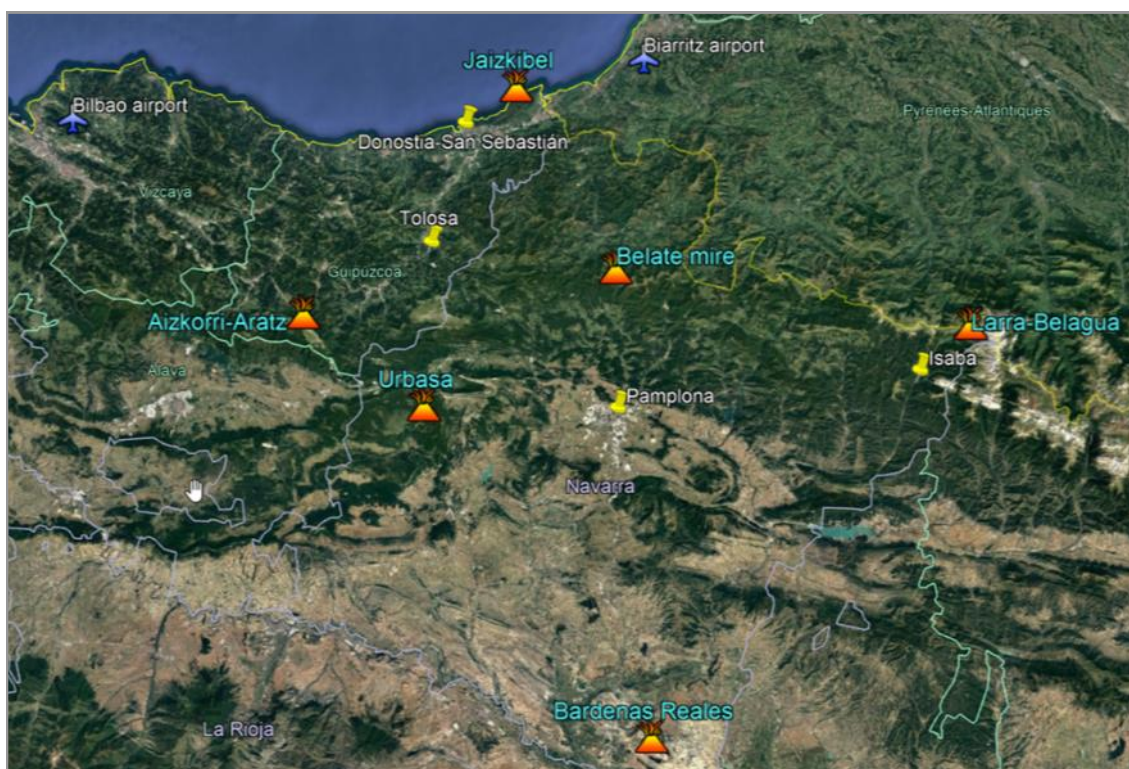 Jaizkibel
Biarritz airport
Bilbao airport
Pyrénées-Atlantiques
Donostia-San Sebastián
Vizcaya
Tolosa
Belate mire
Guipúzcoa
Aizkorri-Aratz
Larra-Belagua
Isaba
Alava
Urbasa
Pamplona
Navarra
Bardenas Reales
La Rioja